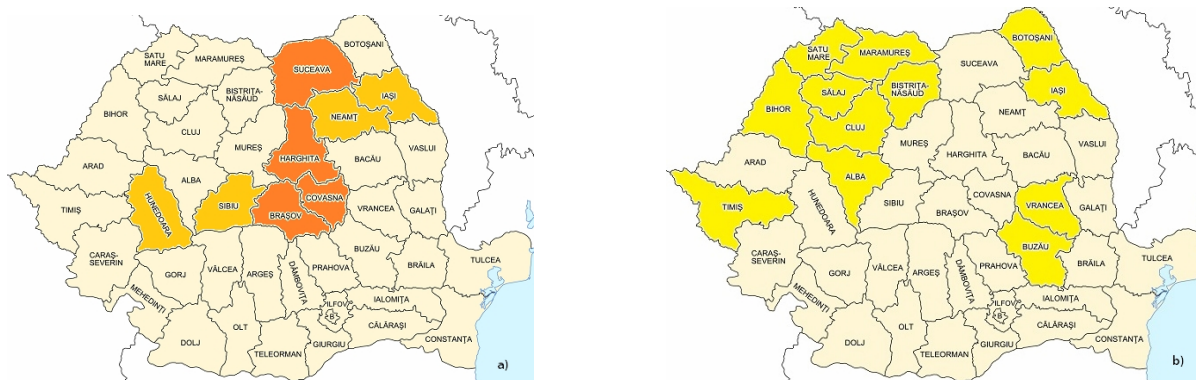 BOTOȘANI
SATU
MARE
MARAMUREȘ
SUCEAVA
IAȘI
SĂLAJ
BISTRIȚA-
NĂSĂUD
NEAMȚ
BIHOR
CLUJ
MUREȘ
HARGHITA
BACĂU
VASLUI
ARAD
ALBA
COVASNA
TIMIȘ
HUNEDOARA
SIBIU
BRAȘOV
VRANCEA
GALAȚI
CARAȘ-
SEVERIN
GORJ
VÂLCEA
ARGEȘ
DÂMBOVIȚA
PRAHOVA
BUZĂU
BRĂILA
TULCEA
MEHEDINȚI
ILFOV
IALOMIȚA
B
CĂLĂRAȘI
DOLJ
OLT
TELEORMAN
GIURGIU
CONSTANȚA
a)
BOTOȘANI
SATU
MARE
MARAMUREȘ
SUCEAVA
IAȘI
SĂLAJ
BISTRIȚA-
NĂSĂUD
NEAMȚ
BIHOR
CLUJ
MUREȘ
HARGHITA
BACĂU
VASLUI
ARAD
ALBA
COVASNA
TIMIȘ
HUNEDOARA
SIBIU
BRAȘOV
VRANCEA
GALAȚI
CARAȘ-
SEVERIN
GORJ
VÂLCEA
ARGEȘ
DÂMBOVIȚA
PRAHOVA
BUZĂU
BRĂILA
TULCEA
MEHEDINȚI
ILFOV
IALOMIȚA
B
CĂLĂRAȘI
DOLJ
OLT
TELEORMAN
GIURGIU
CONSTANȚA
b)